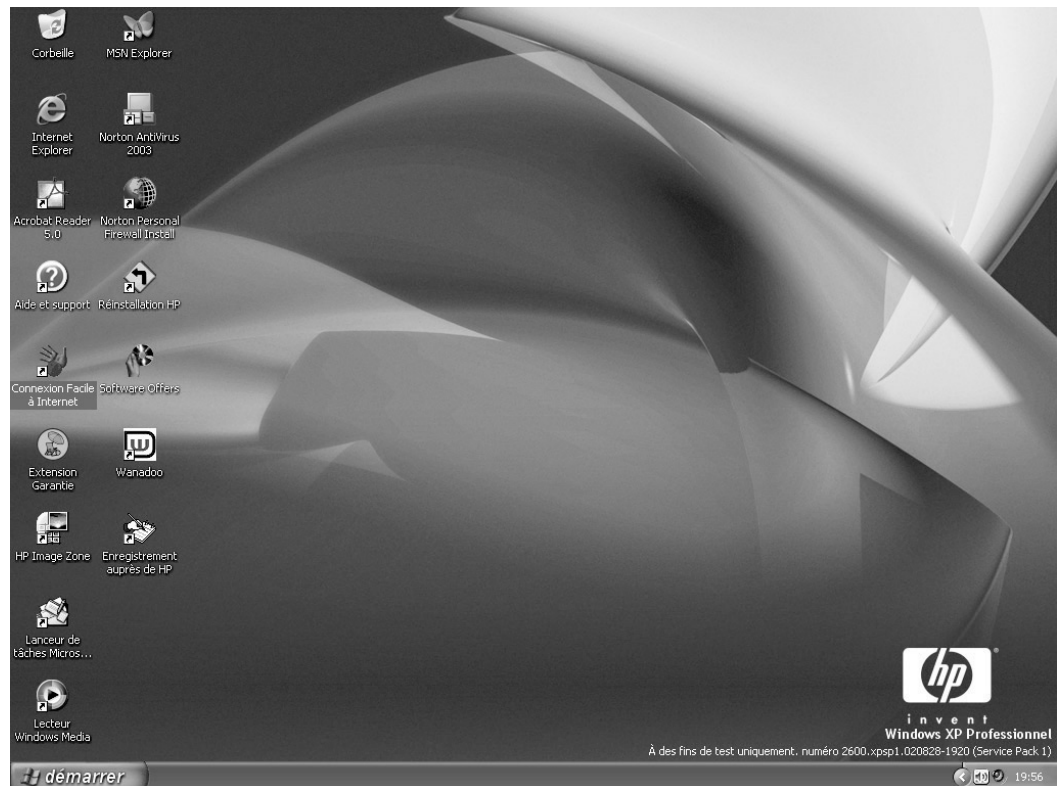 Corbeille
MSN Explorer
Internet
Explorer
Norton AntiVirus
2003
Acrobat Reader
5.0
Norton Personal
Firewall Install
Aide et support
Réinstallation HP
Connexion Facile
à Internet
Software Offers
Extension
Garantie
Wanadoo
HP Image Zone
Enregistrement
auprès de HP
Lanceur de
tâches Micros...
Lecteur
Windows Media
hp
invent
Windows XP Professionnel
À des fins de test uniquement. numéro 2600.xpsp1.020828-1920 (Service Pack 1)
démarrer
19:56